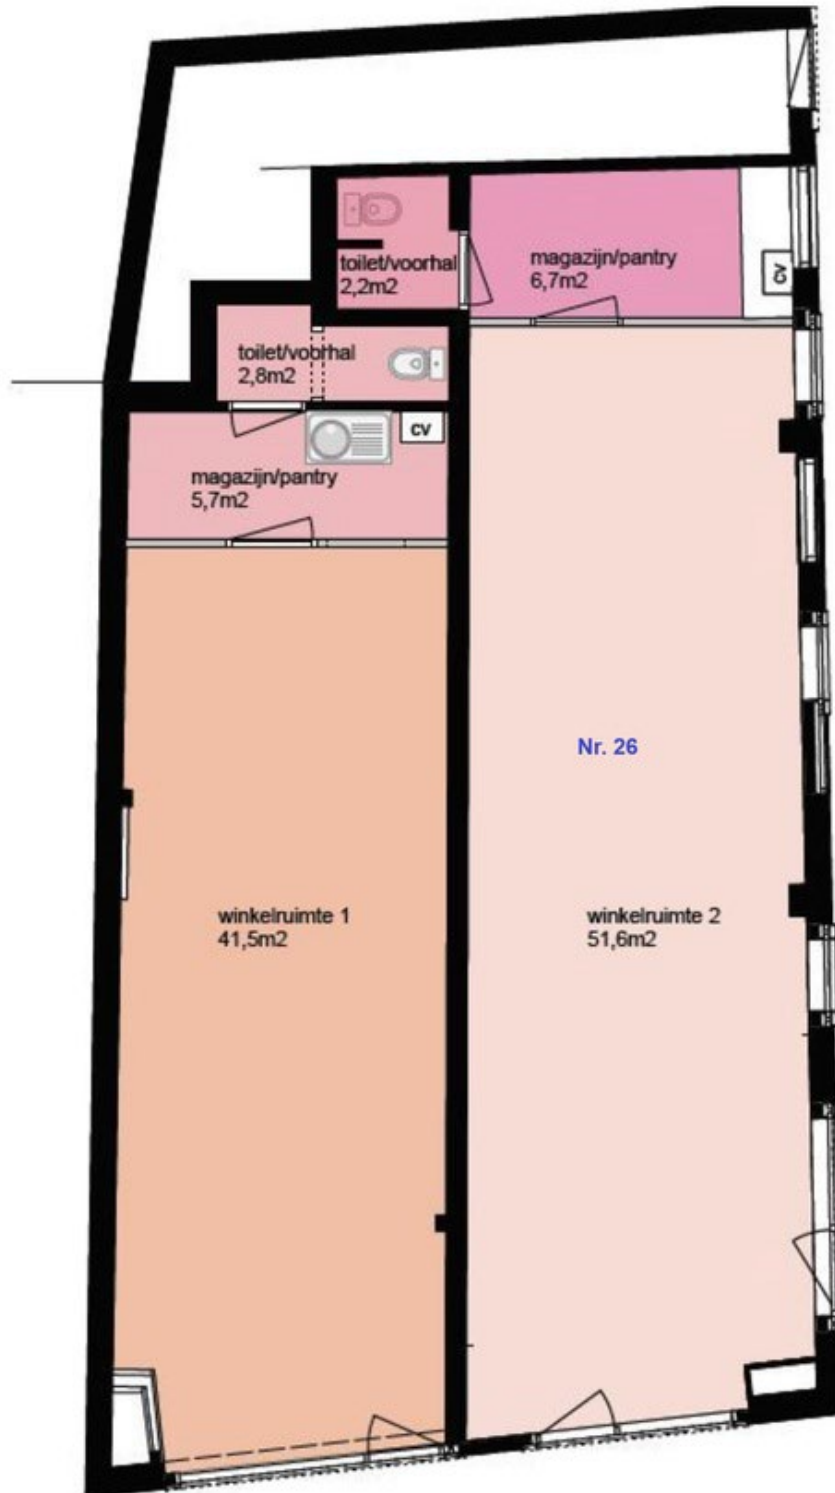 toilet/voorhal
2,2m2
magazijn/pantry
6,7m2
CV
toilet/voorhal
2,8m2
CV
magazijn/pantry
5,7m2
Nr. 26
winkelruimte 1
41,5m2
winkelruimte 2
51,6m2